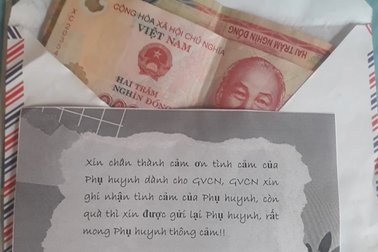 CỘNG HÒA XÃ HỘI CHỦ NGHĨA
VIỆT NAM
HAI TRĂM
NGHÌN ĐỒNG
HAI TRĂM NGHÌN ĐỒNG
Xin chân thành cảm ơn tình cảm của
Phụ huynh dành cho GVCN, GVCN xin
ghi nhận tình cảm của Phụ huynh, còn
quà thì xin được gửi lại Phụ huynh, rất
mong Phụ huynh thông cảm!!